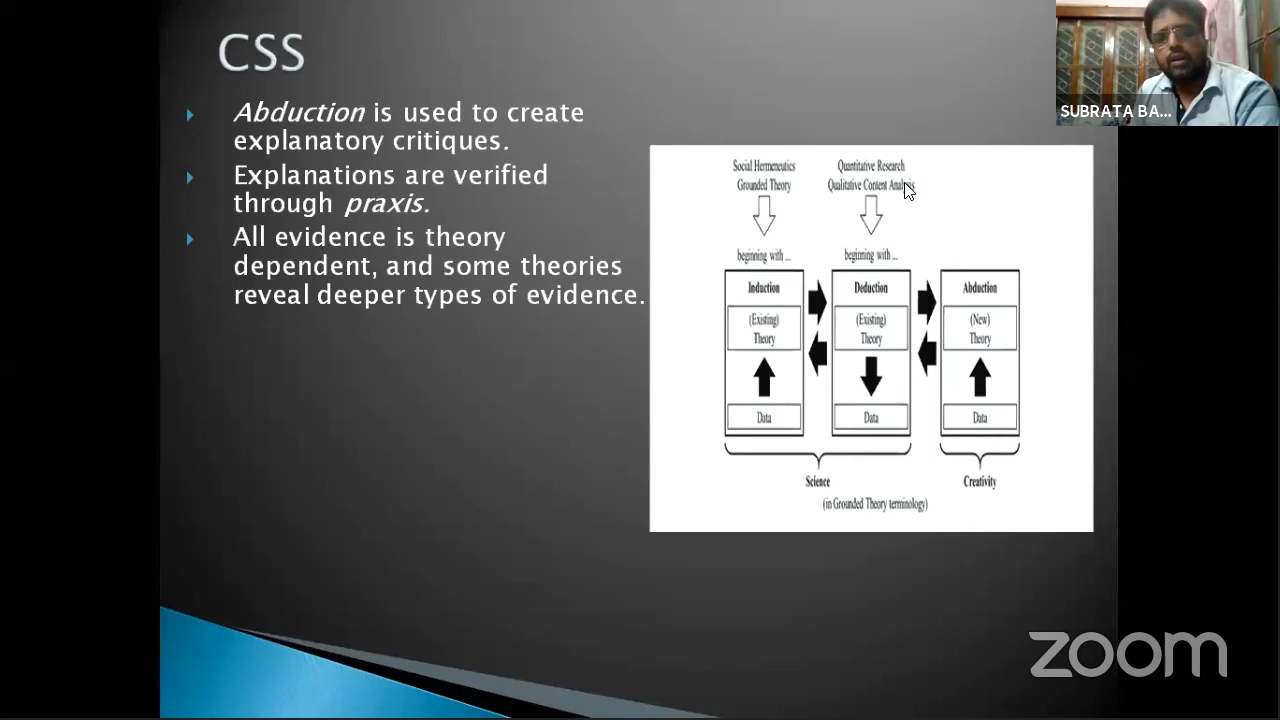 CSS
Abduction is used to create
explanatory critiques.
Explanations are verified
through praxis.
All evidence is theory
dependent, and some theories
reveal deeper types of evidence.
SUBRATA BA...
Social Hermeneutics
Grounded Theory
Quantitative Research
Qualitative Content Analysis
beginning with ...
beginning with ...
Induction
Deduction
Abduction
(Existing)
Theory
(Existing)
Theory
(New)
Theory
Data
Data
Data
Science
Creativity
(in Grounded Theory terminology)
zoom